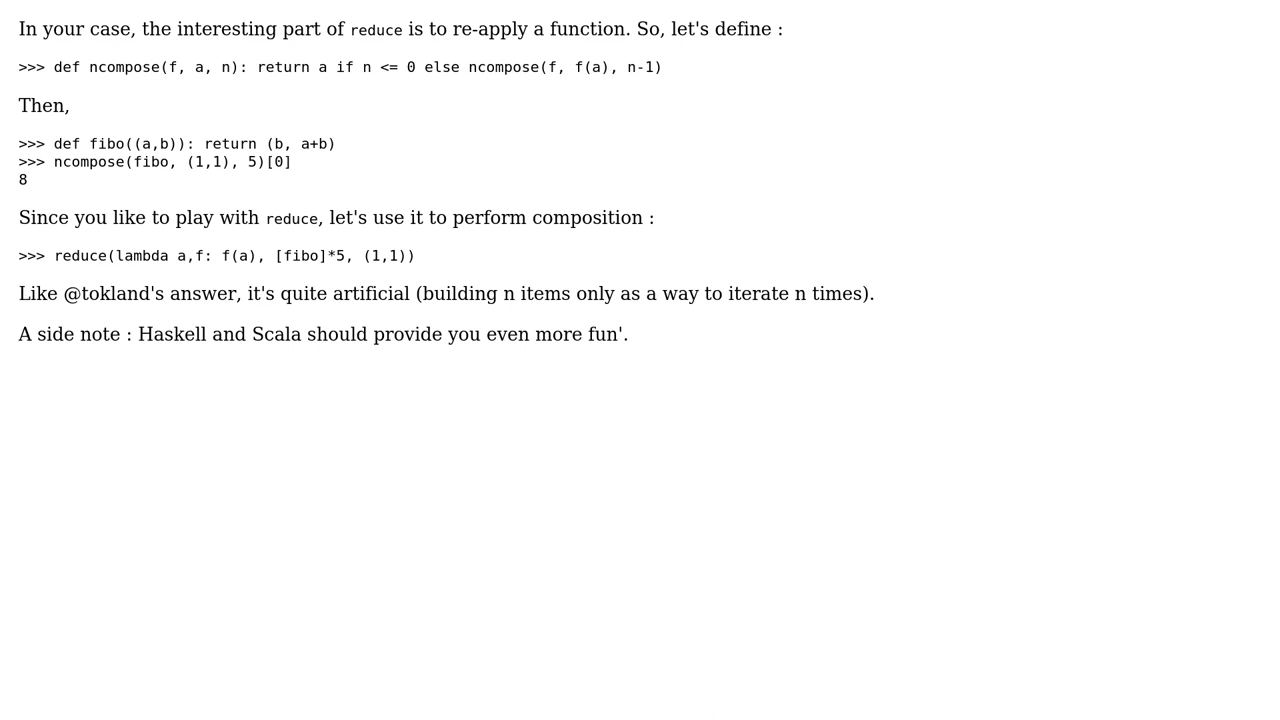 In your case, the interesting part of reduce is to re-apply a function. So, let's define :
>>> def ncompose(f, a, n): return a if n <= 0 else ncompose(f, f(a), n-1)
Then,
>>> def fibo((a,b)): return (b, a+b)
>>> ncompose(fibo, (1,1), 5)[0]
8
Since you like to play with reduce, let's use it to perform composition :
>>> reduce(lambda a,f: f(a), [fibo]*5, (1,1))
Like @tokland's answer, it's quite artificial (building n items only as a way to iterate n times).
A side note : Haskell and Scala should provide you even more fun'.